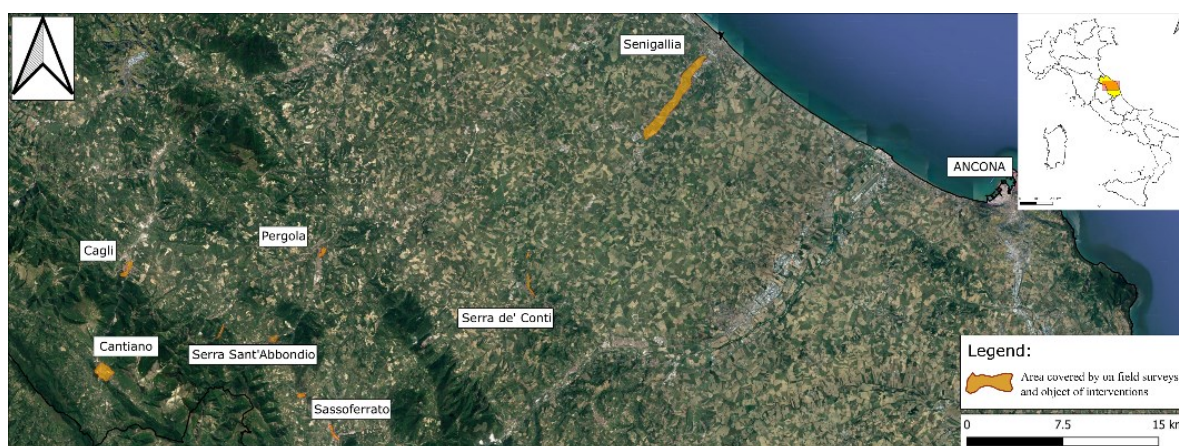 Senigallia
ANCONA
Pergola
Cagli
Serra de' Conti
Cantiano
Serra Sant'Abbondio
Sassoferrato
Legend:
Area covered by on field surveys
and object of interventions
0 7.5 15 km